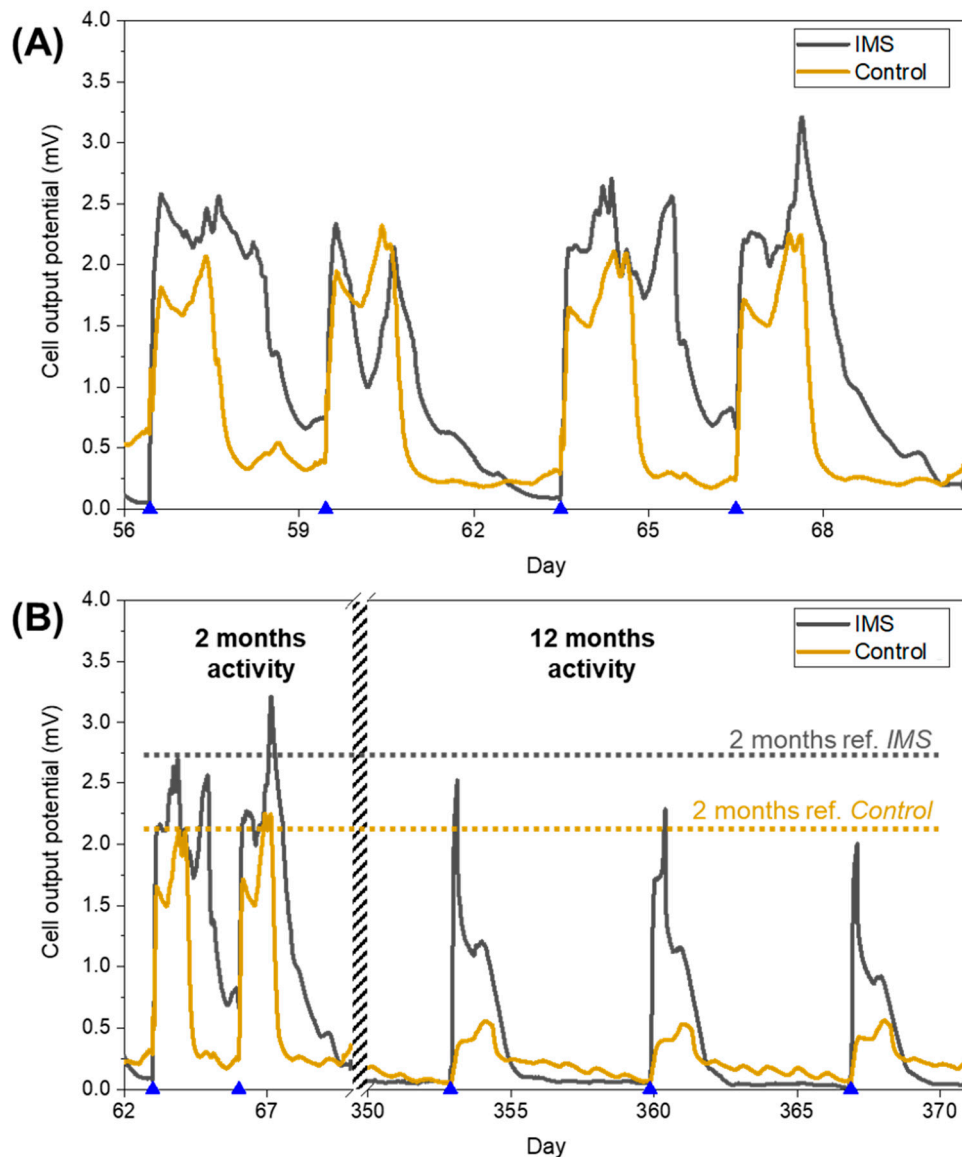 (A)
IMS
Control
4.0
3.5
3.0
2.5
2.0
1.5
1.0
0.5
0.0
Cell output potential (mV)
56
59
62
65
68
Day
(B)
2 months
activity
12 months
activity
IMS
Control
2 months ref. IMS
2 months ref. Control
4.0
3.5
3.0
2.5
2.0
1.5
1.0
0.5
0.0
Cell output potential (mV)
62
67
350
355
360
365
370
Day